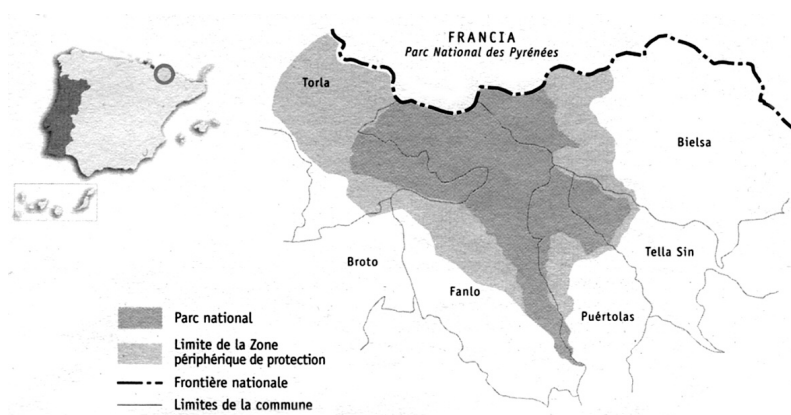 FRANCIA
Parc National des Pyrénées
Torla
Bielsa
Broto
Fanlo
Tella Sin
Puértolas
Parc national
Limite de la Zone
périphérique de protection
Frontière nationale
Limites de la commune